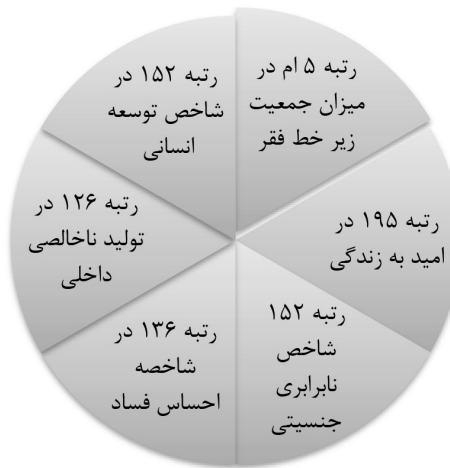 رتبه ۵ ام در
میزان جمعیت
زیر خط فقر
رتبه ۱۹۵ در
امید به زندگی
رتبه ۱۵۲
شاخص
نابرابری
جنسیتی
رتبه ۱۳۶ در
شاخصه
احساس فساد
رتبه ۱۲۶ در
تولید ناخالصی
داخلی
رتبه ۱۵۲ در
شاخص توسعه
انسانی